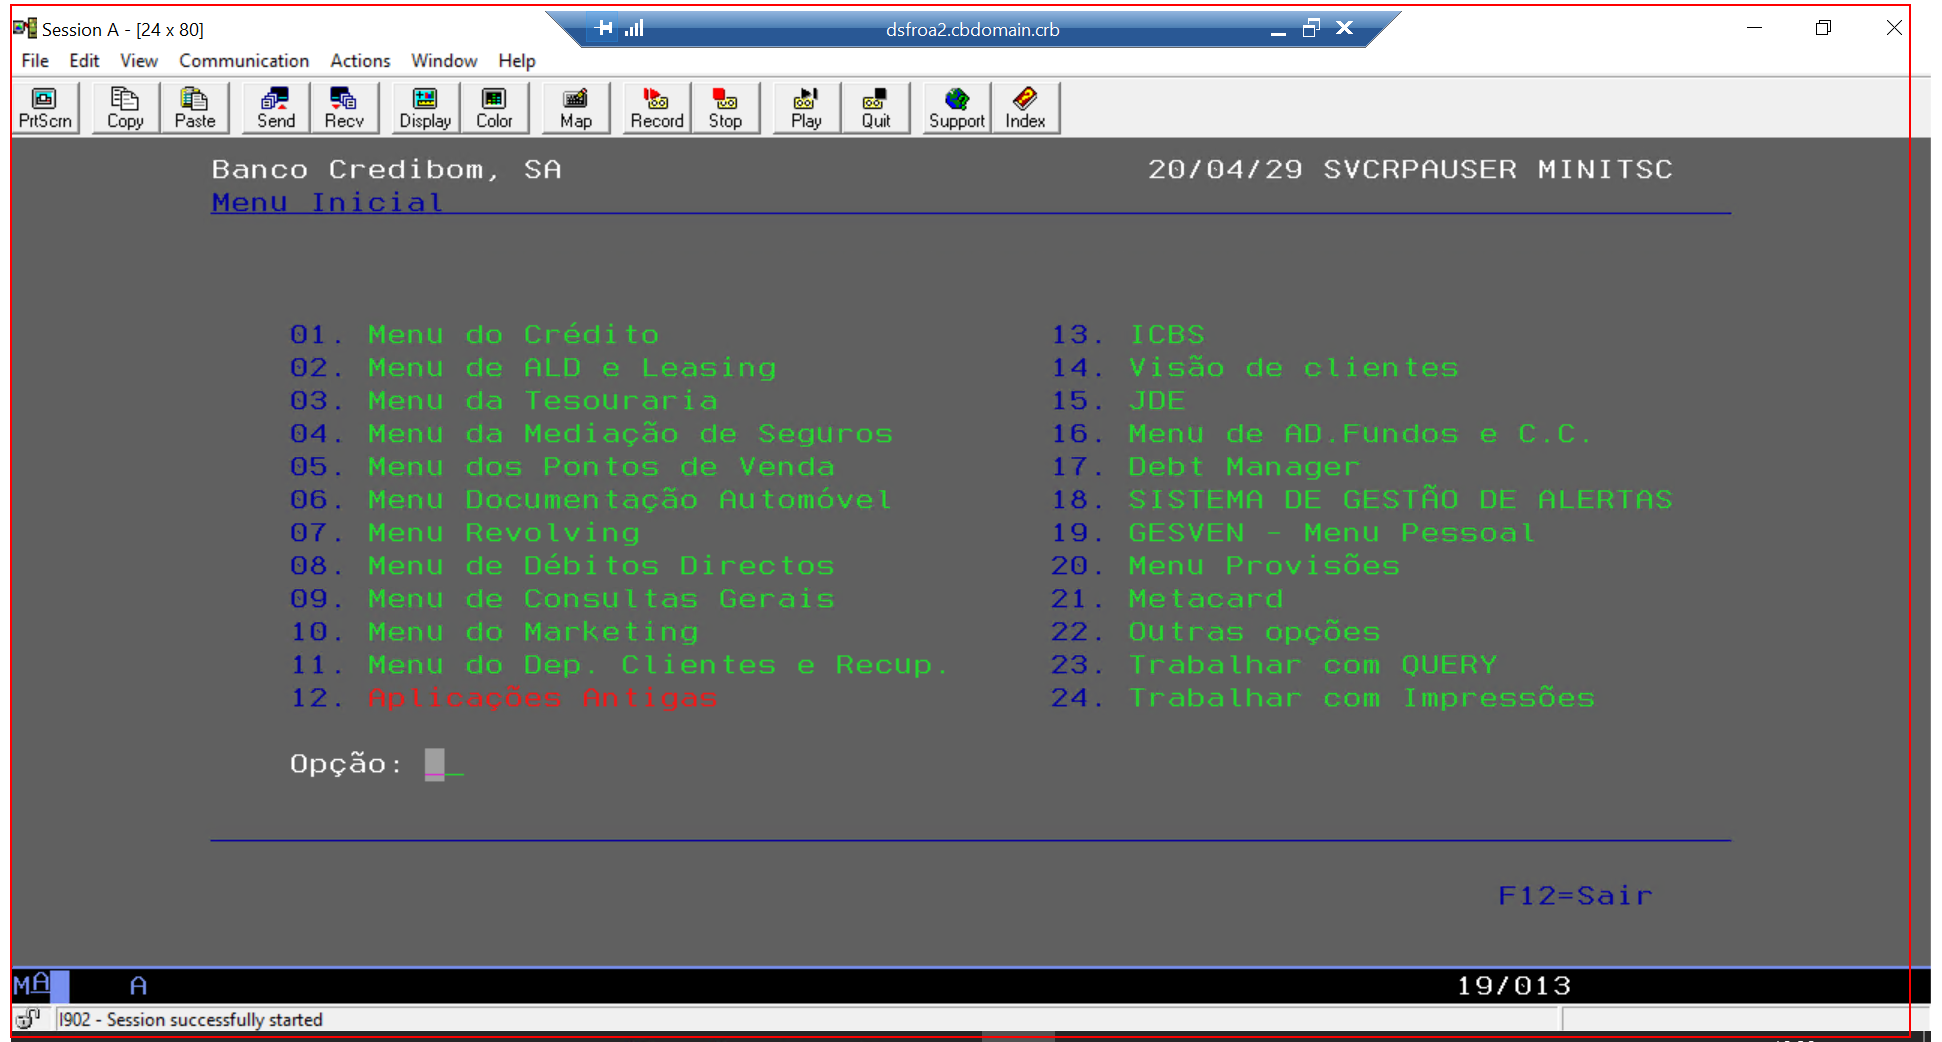 Session A - [24 x 80]
dsfroa2.cbdomain.crb
File Edit View Communication Actions Window Help
PrtScrn Copy Paste Send Recv Display Color Map Record Stop Play Quit Support Index
Banco Credibom, SA 20/04/29 SVCRPAUSER MINITSC
Menu Inicial
01. Menu do Crédito 13. ICBS
02. Menu de ALD e Leasing 14. Visão de clientes
03. Menu da Tesouraria 15. JDE
04. Menu da Mediação de Seguros 16. Menu de AD.Fundos e C.C.
05. Menu dos Pontos de Venda 17. Debt Manager
06. Menu Documentação Automóvel 18. SISTEMA DE GESTÃO DE ALERTAS
07. Menu Revolving 19. GESVEN - Menu Pessoal
08. Menu de Débitos Directos 20. Menu Provisões
09. Menu de Consultas Gerais 21. Metacard
10. Menu do Marketing 22. Outras opções
11. Menu do Dep. Clientes e Recup. 23. Trabalhar com QUERY
12. Aplicações Antigas 24. Trabalhar com Impressões
Opção:
F12=Sair
MA A 19/013
I902 - Session successfully started